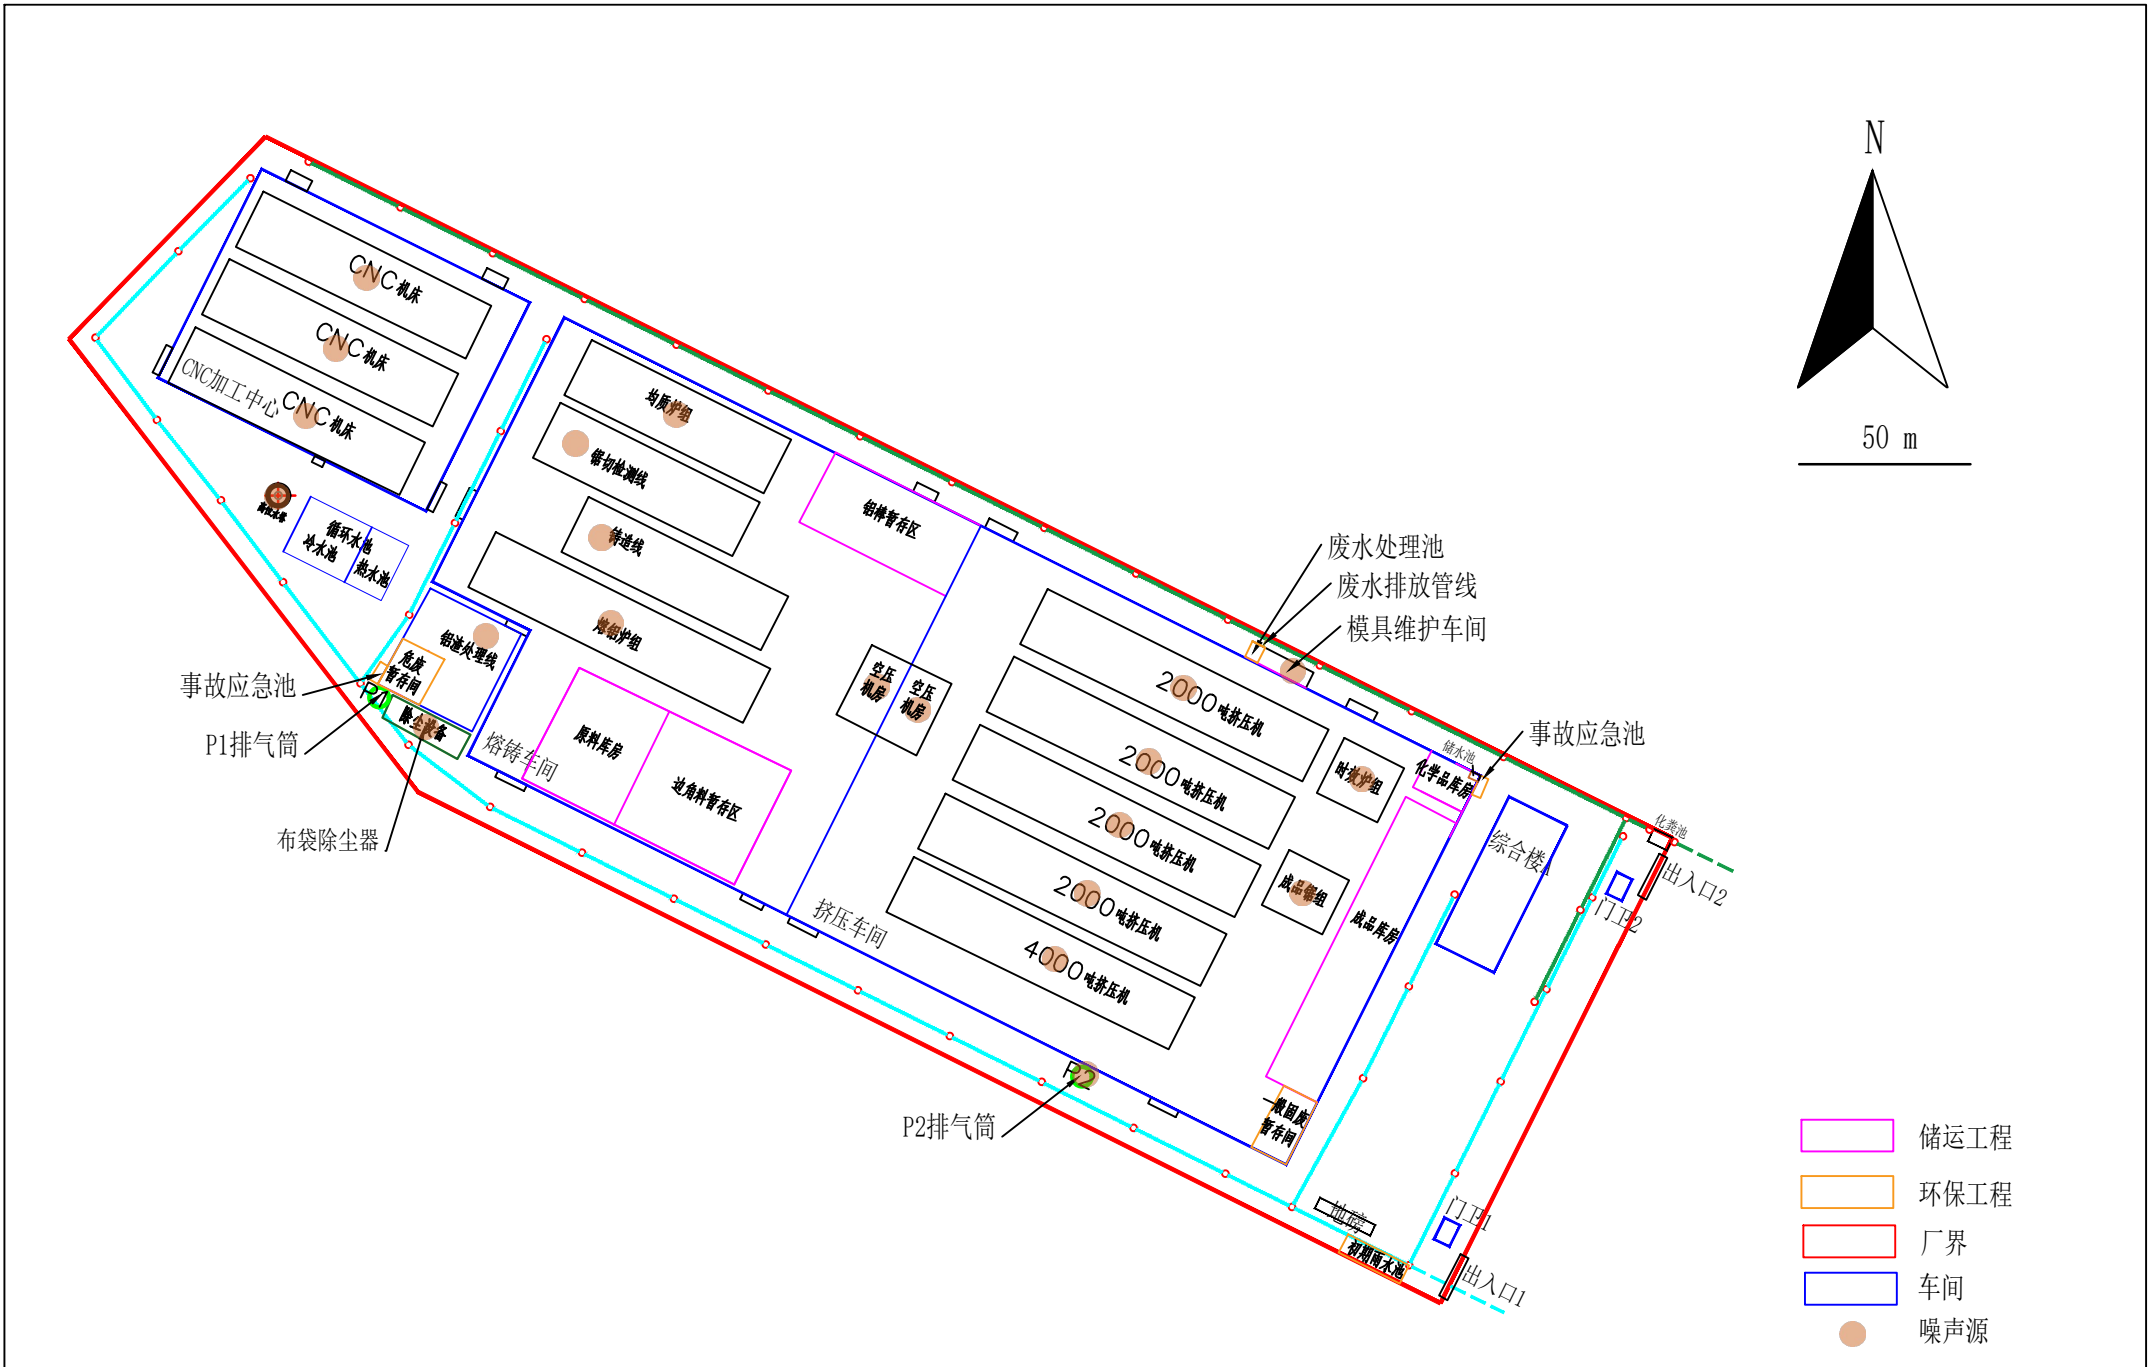 N
50 m
CNC机床
CNC机床
CNC机床
CNC加工中心
均质炉组
锯切检测线
铸造线
熔铝炉组
铝棒暂存区
循环水池
冷水池
热水池
铝渣处理线
危废
暂存间
事故应急池
P1
P1排气筒
除尘设备
布袋除尘器
熔铸车间
原料库房
边角料暂存区
空压
机房
空压
机房
挤压车间
2000吨挤压机
2000吨挤压机
2000吨挤压机
2000吨挤压机
4000吨挤压机
废水处理池
废水排放管线
模具维护车间
时效炉组
成品锯组
储水池
化学品库房
事故应急池
成品库房
综合楼A
化粪池
出入口2
门卫2
P2
P2排气筒
一般固废
暂存间
地磅
初期雨水池
门卫1
出入口1
储运工程
环保工程
厂界
车间
噪声源